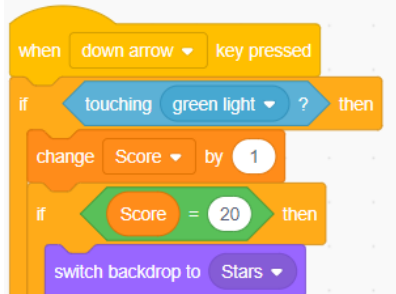 when down arrow key pressed
if touching green light ? then
change Score by 1
if Score = 20 then
switch backdrop to Stars